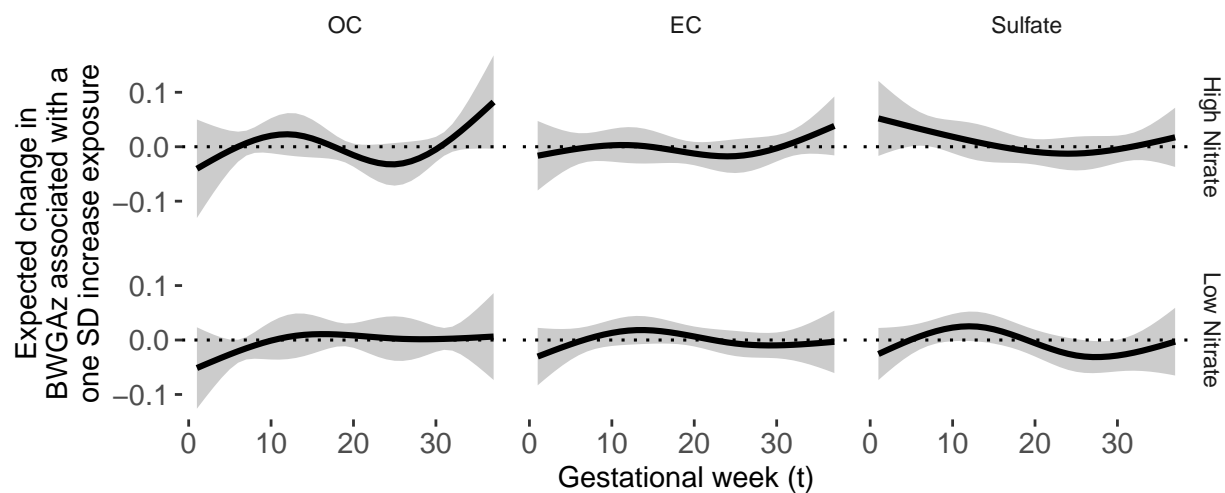 OC EC Sulfate
Expected change in
BWGAz associated with a
one SD increase exposure
0.1
0.0
−0.1
High Nitrate
0.1
0.0
−0.1
Low Nitrate
0 10 20 30 0 10 20 30 0 10 20 30
Gestational week (t)